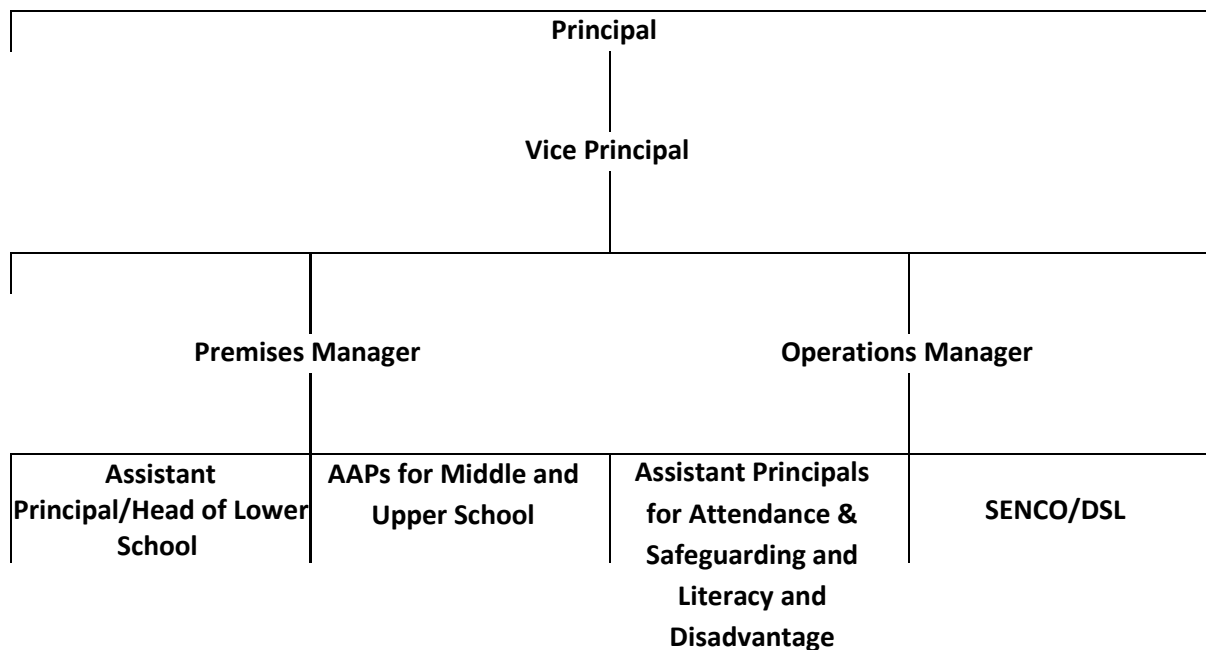 Principal
Vice Principal
Premises Manager
Operations Manager
Assistant
Principal/Head of Lower
School
AAPs for Middle and
Upper School
Assistant Principals
for Attendance &
Safeguarding and
Literacy and
Disadvantage
SENCO/DSL